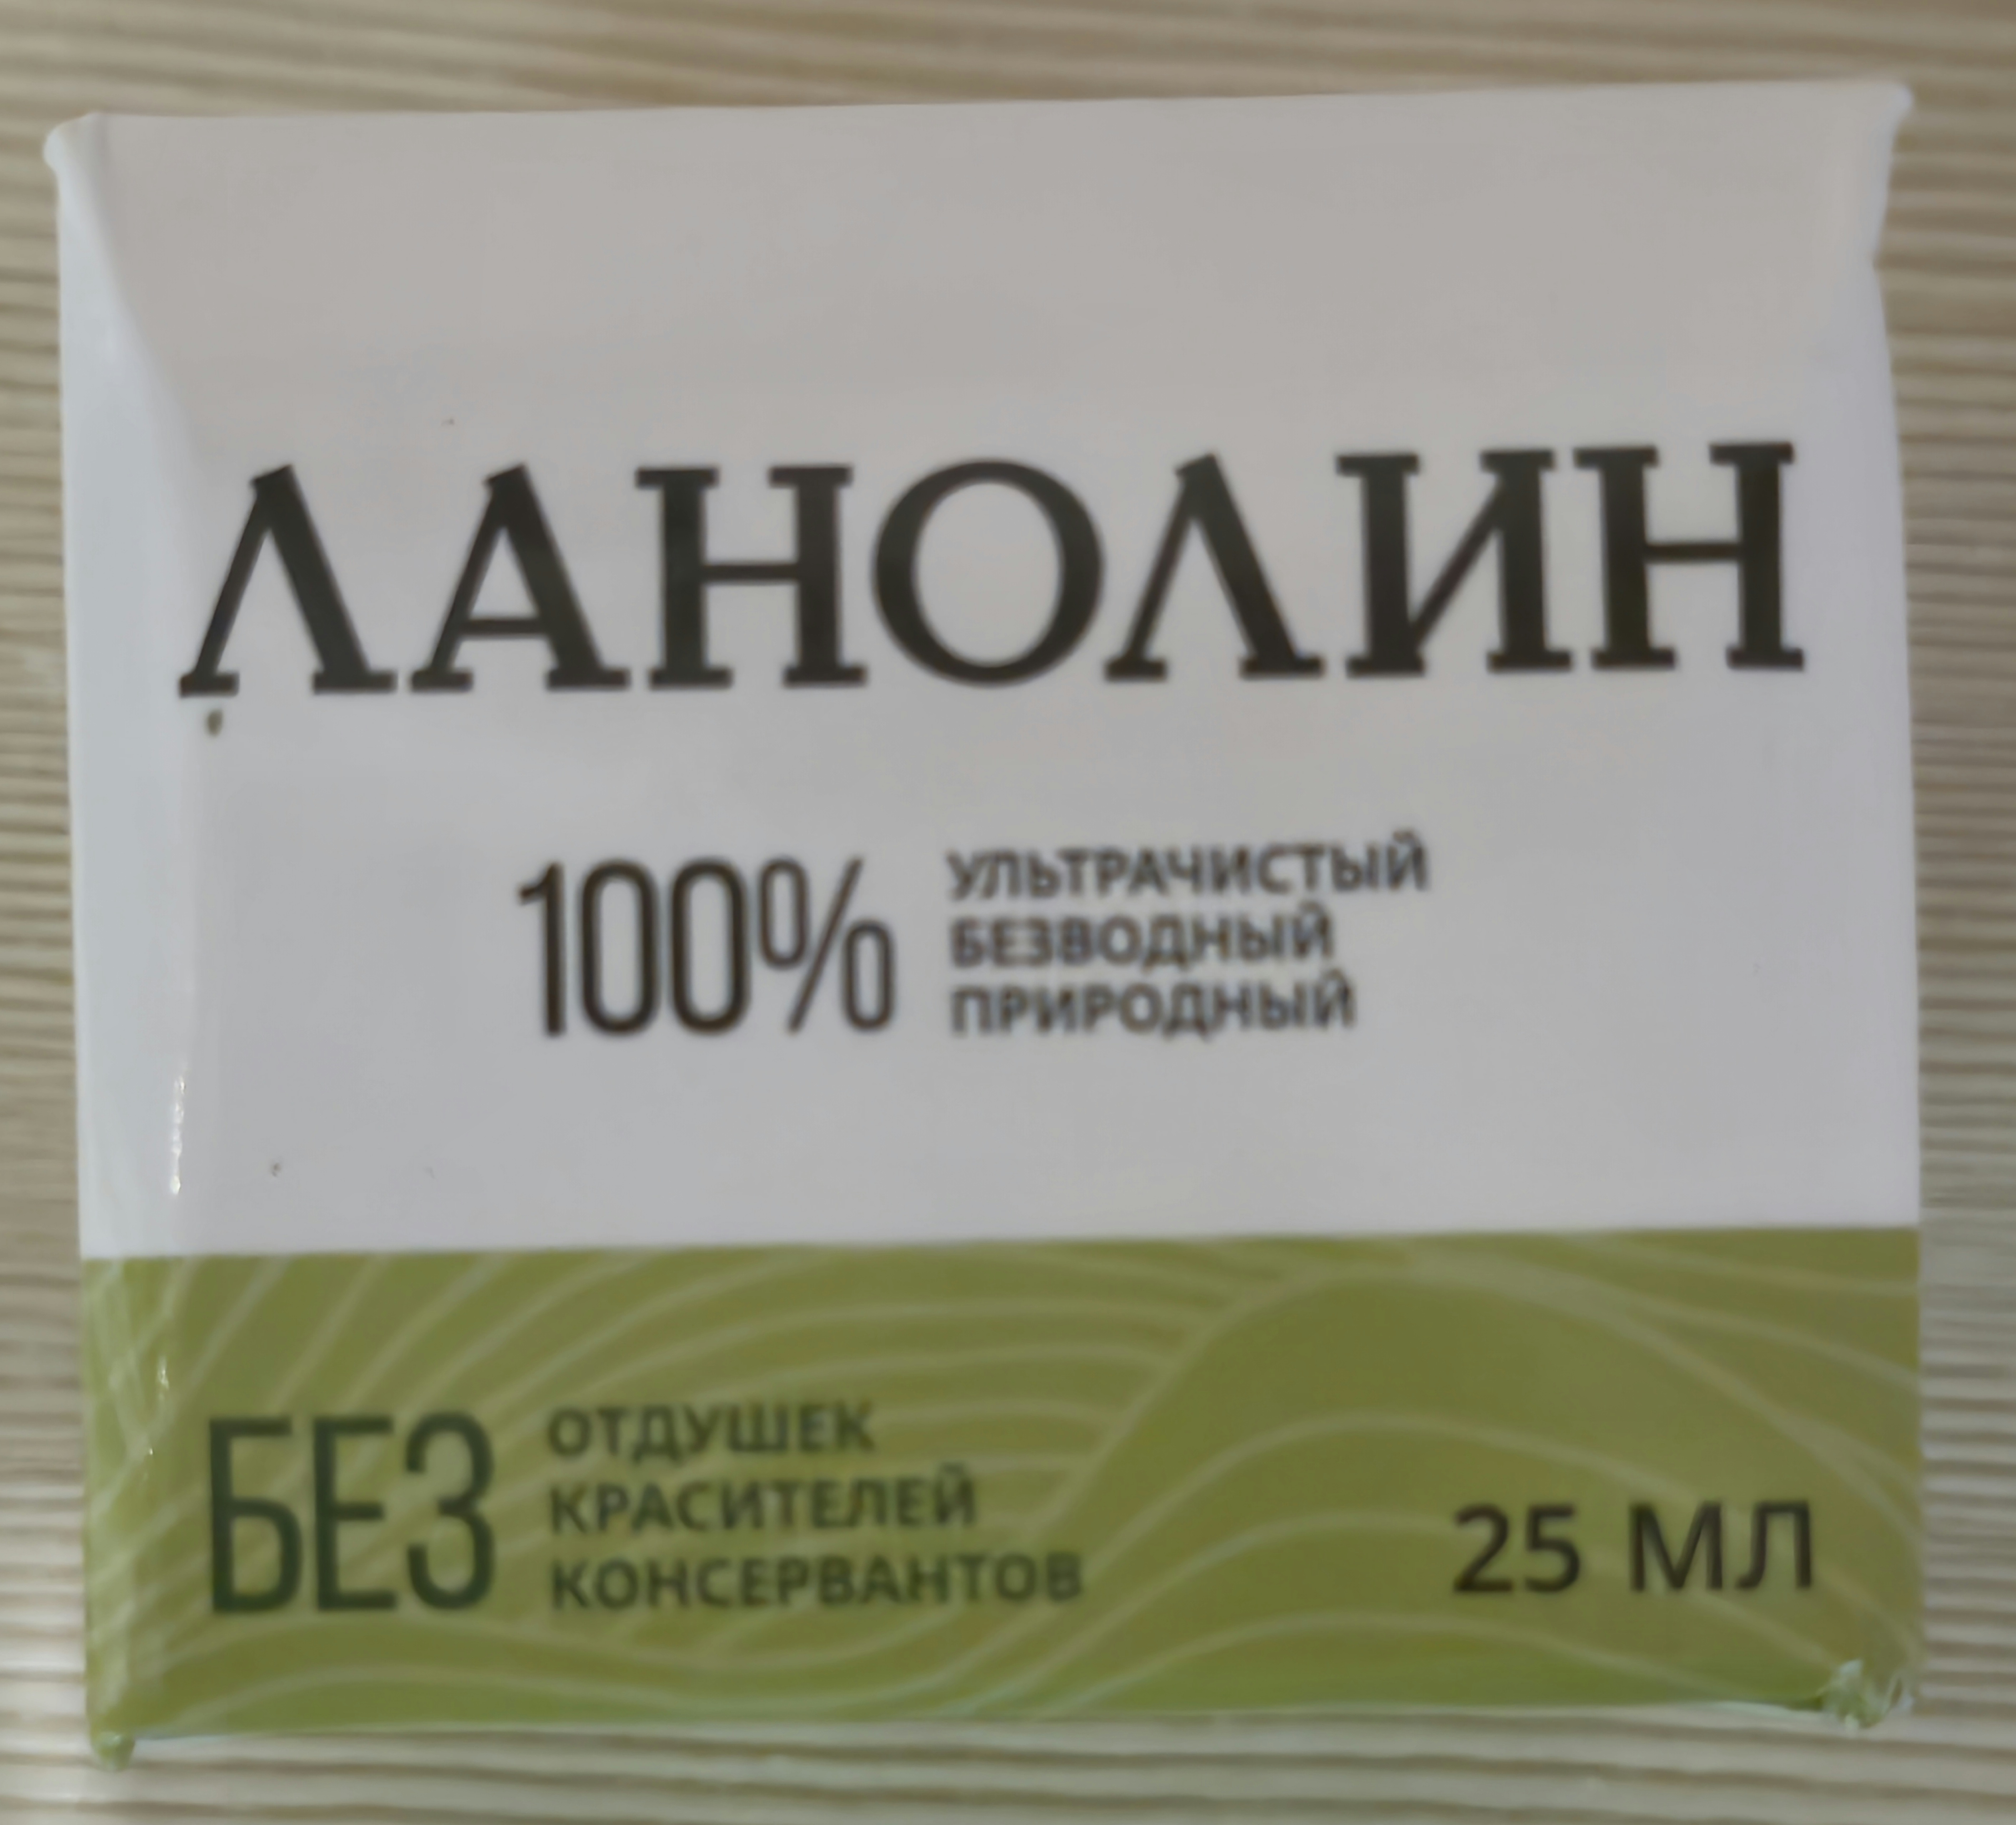 ЛАНОЛИН
100%
УЛЬТРАЧИСТЫЙ
БЕЗВОДНЫЙ
ПРИРОДНЫЙ
БЕЗ
ОТДУШЕК
КРАСИТЕЛЕЙ
КОНСЕРВАНТОВ
25 МЛ